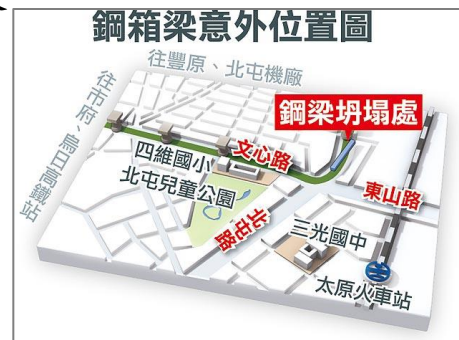 鋼箱梁意外位置圖
往豐原、北屯機廠
往市府、烏日高鐵站
鋼梁坍塌處
文心路
四維國小
北屯兒童公園
東山路
北屯路
三光國中
太原火車站